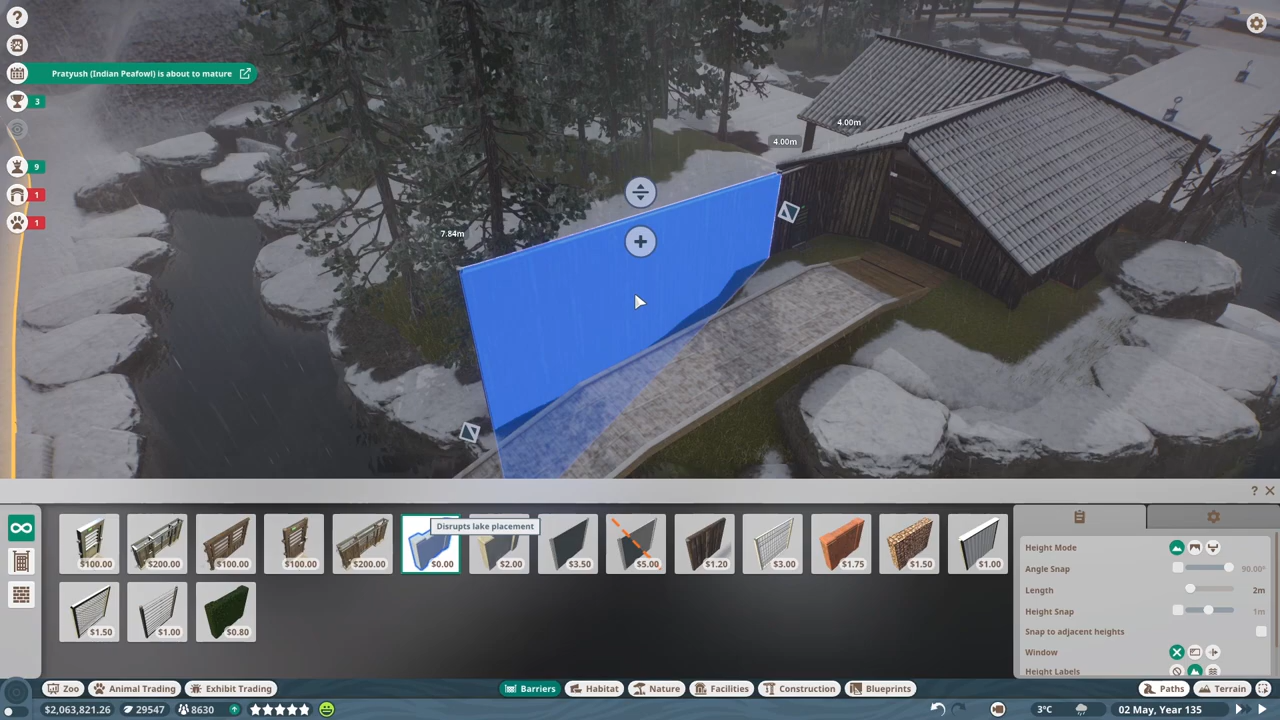 ?
Pratyush (Indian Peafowl) is about to mature
3
9
1
1
4.00m
4.00m
7.84m
?
Disrupts lake placement
$100.00
$200.00
$100.00
$100.00
$200.00
$0.00
$2.00
$3.50
$5.00
$1.20
$3.00
$1.75
$1.50
$1.00
$1.50
$1.00
$0.80
Height Mode
Angle Snap 90.00°
Length 2m
Height Snap 1m
Snap to adjacent heights
Window
Height Labels
Zoo
Animal Trading
Exhibit Trading
Barriers
Habitat
Nature
Facilities
Construction
Blueprints
Paths
Terrain
$2,063,821.26
29547
8630
3°C
02 May, Year 135